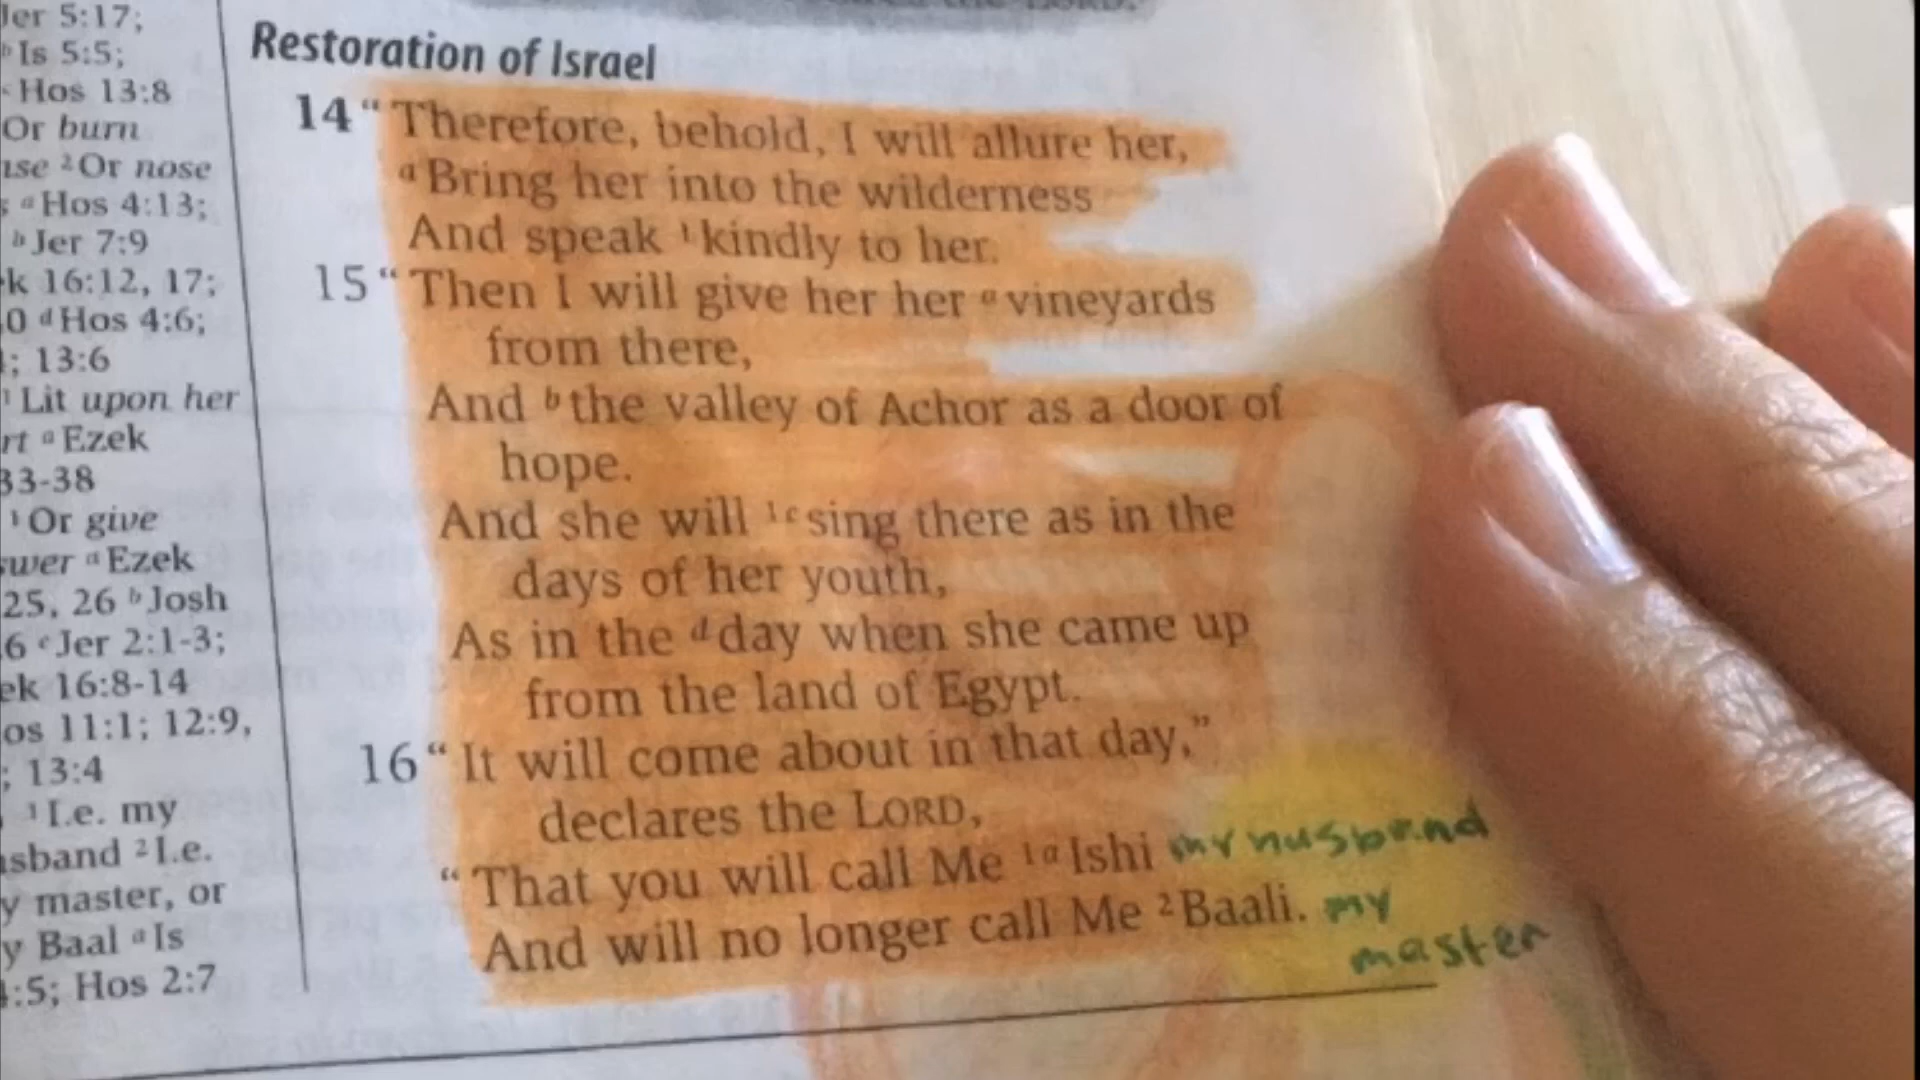 Jer 5:17;
b Is 5:5;
c Hos 13:8
Or burn
nse 2 Or nose
a Hos 4:13;
b Jer 7:9
k 16:12, 17;
0 d Hos 4:6;
; 13:6
1 Lit upon her
rt a Ezek
33-38
1 Or give
swer a Ezek
25, 26 b Josh
6 c Jer 2:1-3;
ek 16:8-14
os 11:1; 12:9,
; 13:4
1 I.e. my
usband 2 I.e.
y master, or
y Baal a Is
:5; Hos 2:7
Restoration of Israel
14 “Therefore, behold, I will allure her,
a Bring her into the wilderness
And speak 1 kindly to her.
15 “Then I will give her her a vineyards
from there,
And b the valley of Achor as a door of
hope.
And she will 1c sing there as in the
days of her youth,
As in the d day when she came up
from the land of Egypt.
16 “It will come about in that day,”
declares the LORD,
“That you will call Me 1a Ishi my husband
And will no longer call Me 2 Baali. my
master